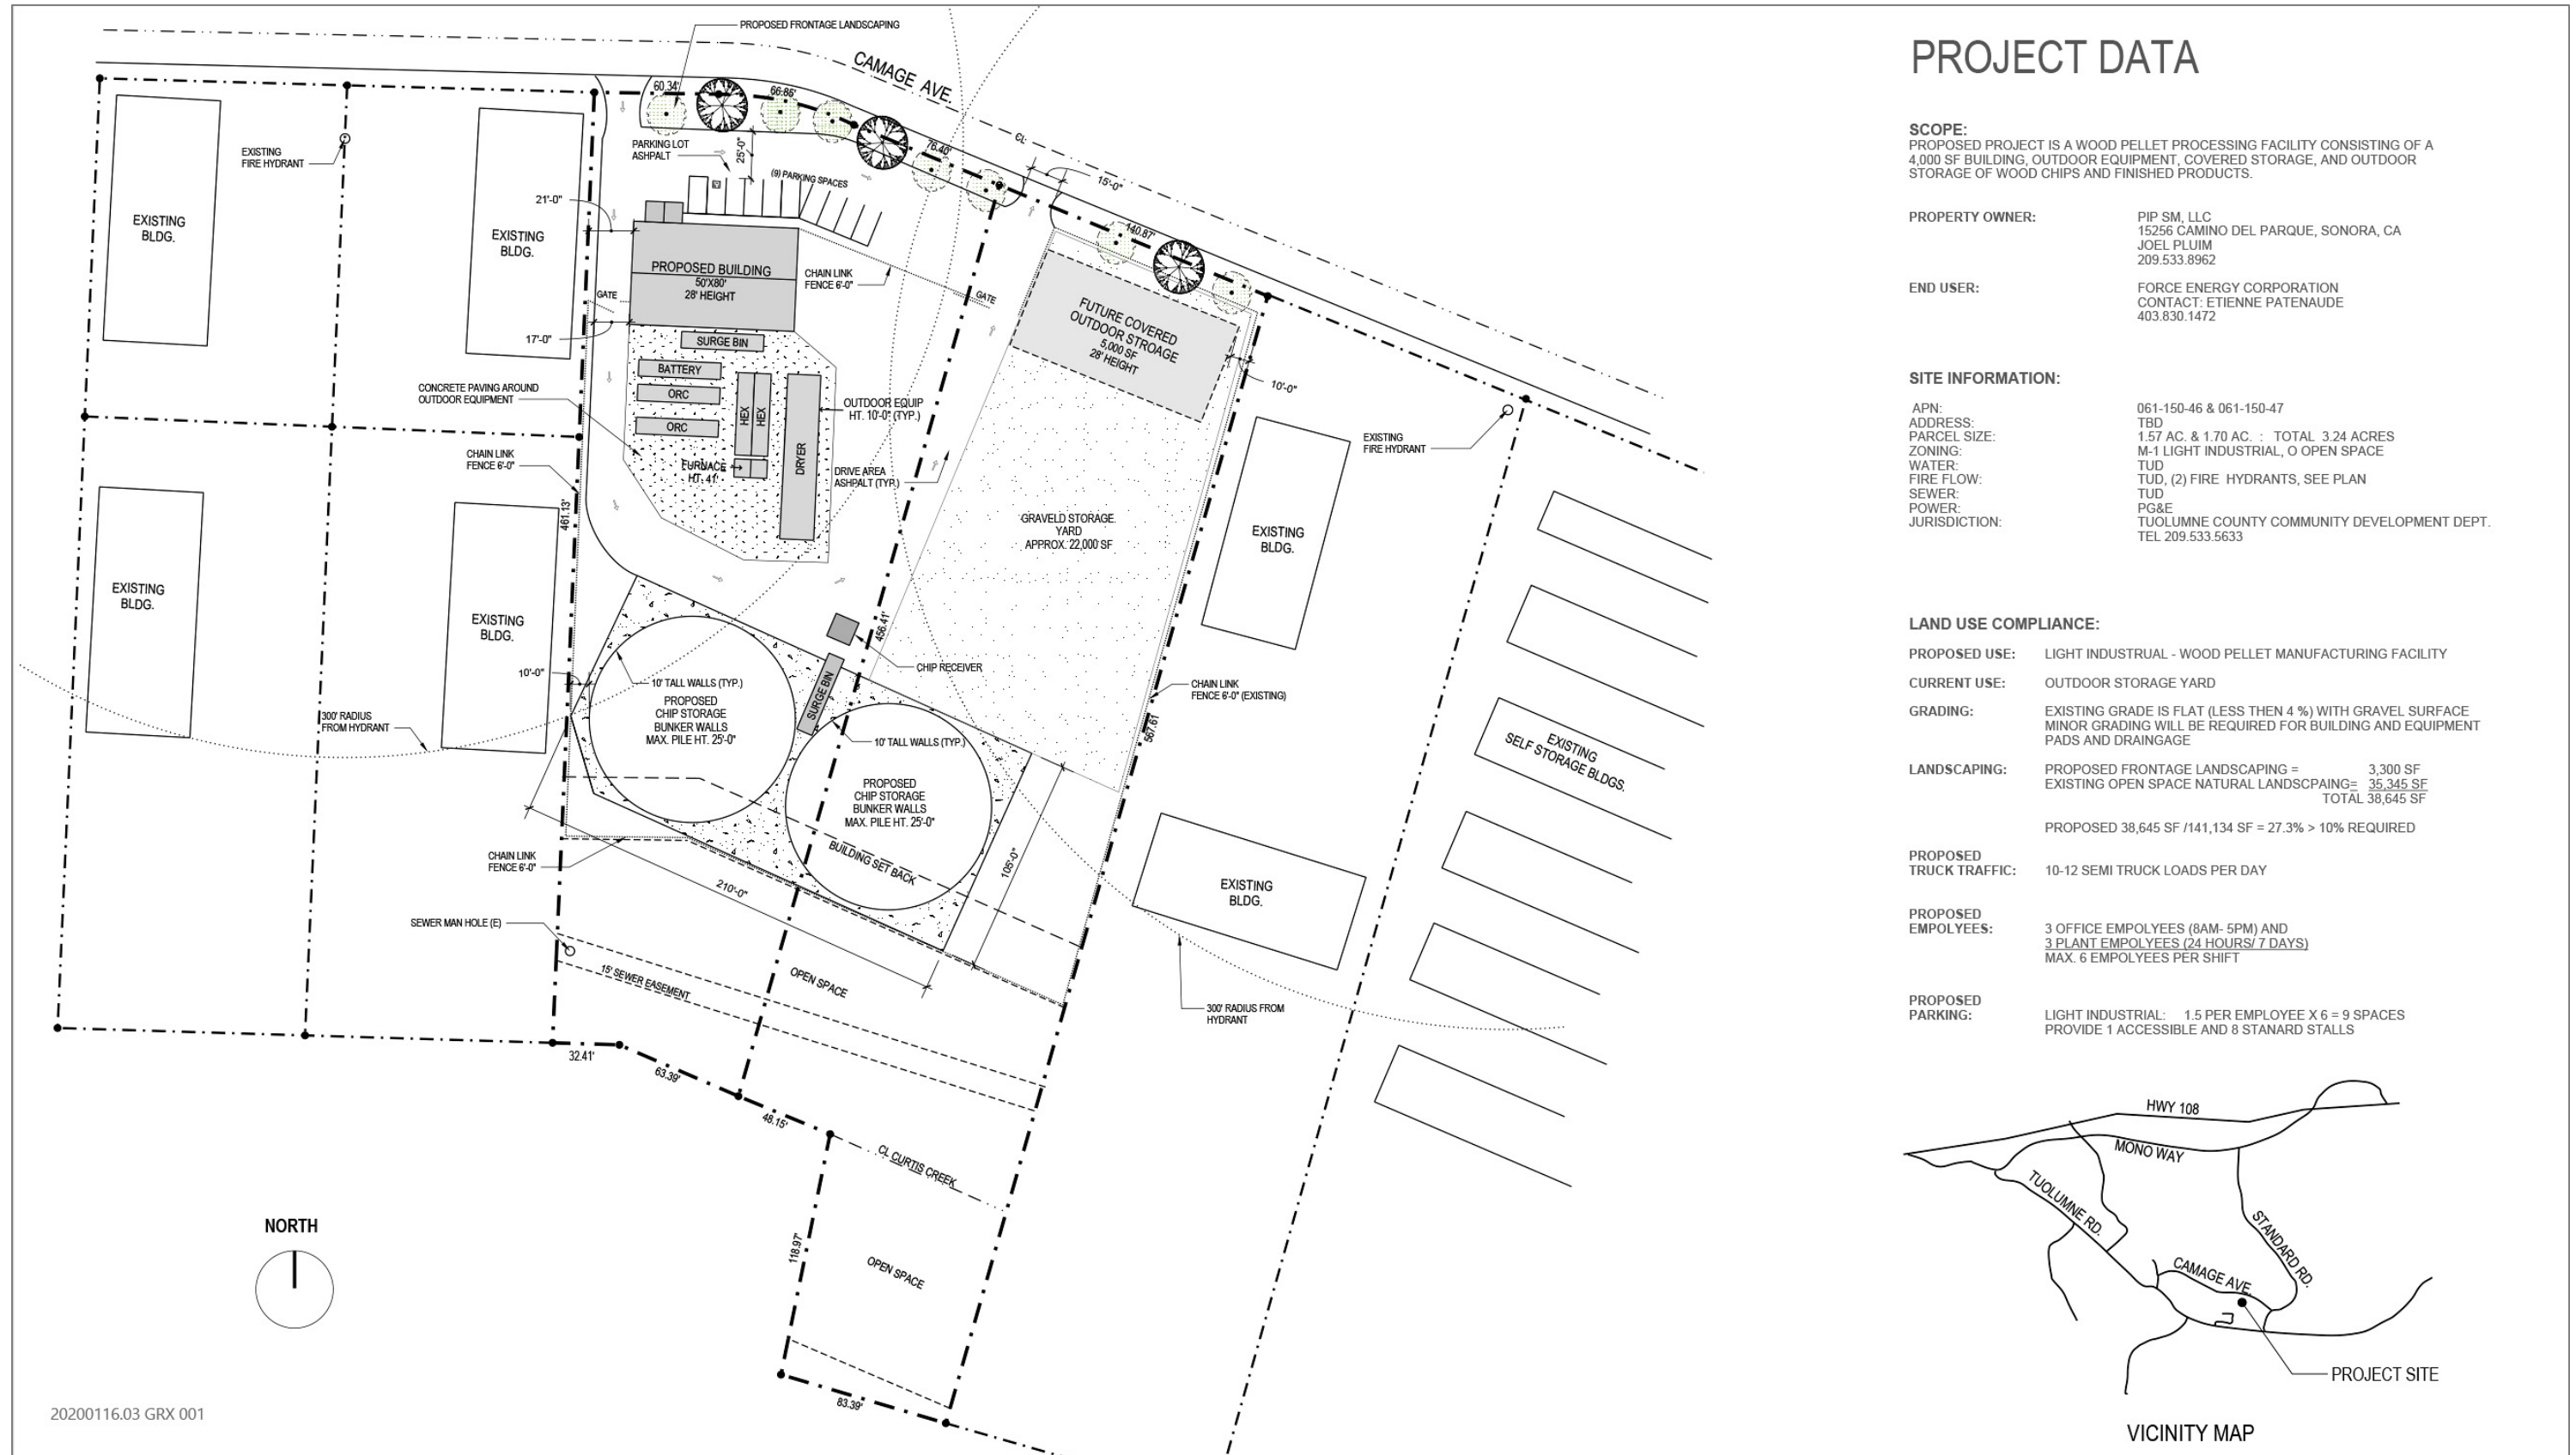 PROPOSED FRONTAGE LANDSCAPING
CAMAGE AVE.
CL
60.34'
66.86'
76.40'
15'-0"
140.87'
EXISTING
FIRE HYDRANT
PARKING LOT
ASHPALT
25'-0"
(9) PARKING SPACES
21'-0"
EXISTING
BLDG.
EXISTING
BLDG.
PROPOSED BUILDING
50'X80'
28' HEIGHT
CHAIN LINK
FENCE 6'-0"
GATE
GATE
17'-0"
FUTURE COVERED
OUTDOOR STROAGE
5,000 SF
28' HEIGHT
10'-0"
SURGE BIN
BATTERY
ORC
ORC
HEX
HEX
DRYER
FURNACE
HT. 41'
CONCRETE PAVING AROUND
OUTDOOR EQUIPMENT
OUTDOOR EQUIP
HT. 10'-0" (TYP.)
EXISTING
FIRE HYDRANT
CHAIN LINK
FENCE 6'-0"
DRIVE AREA
ASHPALT (TYP.)
461.13'
GRAVELD STORAGE
YARD
APPROX. 22,000 SF
EXISTING
BLDG.
EXISTING
BLDG.
EXISTING
BLDG.
456.41'
CHIP RECEIVER
10'-0"
10' TALL WALLS (TYP.)
PROPOSED
CHIP STORAGE
BUNKER WALLS
MAX. PILE HT. 25'-0"
SURGE BIN
CHAIN LINK
FENCE 6'-0" (EXISTING)
567.61
300' RADIUS
FROM HYDRANT
10' TALL WALLS (TYP.)
EXISTING
SELF STORAGE BLDGS.
PROPOSED
CHIP STORAGE
BUNKER WALLS
MAX. PILE HT. 25'-0"
BUILDING SET BACK
CHAIN LINK
FENCE 6'-0"
105'-0"
210'-0"
EXISTING
BLDG.
SEWER MAN HOLE (E)
15' SEWER EASEMENT
OPEN SPACE
300' RADIUS FROM
HYDRANT
32.41'
63.39'
48.15'
CL CURTIS CREEK
118.97'
OPEN SPACE
83.39'
NORTH
20200116.03 GRX 001
PROJECT DATA
SCOPE:
PROPOSED PROJECT IS A WOOD PELLET PROCESSING FACILITY CONSISTING OF A
4,000 SF BUILDING, OUTDOOR EQUIPMENT, COVERED STORAGE, AND OUTDOOR
STORAGE OF WOOD CHIPS AND FINISHED PRODUCTS.
PROPERTY OWNER: PIP SM, LLC
15256 CAMINO DEL PARQUE, SONORA, CA
JOEL PLUIM
209.533.8962
END USER: FORCE ENERGY CORPORATION
CONTACT: ETIENNE PATENAUDE
403.830.1472
SITE INFORMATION:
APN: 061-150-46 & 061-150-47
ADDRESS: TBD
PARCEL SIZE: 1.57 AC. & 1.70 AC. : TOTAL 3.24 ACRES
ZONING: M-1 LIGHT INDUSTRIAL, O OPEN SPACE
WATER: TUD
FIRE FLOW: TUD, (2) FIRE HYDRANTS, SEE PLAN
SEWER: TUD
POWER: PG&E
JURISDICTION: TUOLUMNE COUNTY COMMUNITY DEVELOPMENT DEPT.
TEL 209.533.5633
LAND USE COMPLIANCE:
PROPOSED USE: LIGHT INDUSTRUAL - WOOD PELLET MANUFACTURING FACILITY
CURRENT USE: OUTDOOR STORAGE YARD
GRADING: EXISTING GRADE IS FLAT (LESS THEN 4 %) WITH GRAVEL SURFACE
MINOR GRADING WILL BE REQUIRED FOR BUILDING AND EQUIPMENT
PADS AND DRAINGAGE
LANDSCAPING: PROPOSED FRONTAGE LANDSCAPING = 3,300 SF
EXISTING OPEN SPACE NATURAL LANDSCPAING= 35,345 SF
TOTAL 38,645 SF
PROPOSED 38,645 SF /141,134 SF = 27.3% > 10% REQUIRED
PROPOSED
TRUCK TRAFFIC: 10-12 SEMI TRUCK LOADS PER DAY
PROPOSED
EMPOLYEES: 3 OFFICE EMPOLYEES (8AM- 5PM) AND
3 PLANT EMPOLYEES (24 HOURS/ 7 DAYS)
MAX. 6 EMPOLYEES PER SHIFT
PROPOSED
PARKING: LIGHT INDUSTRIAL: 1.5 PER EMPLOYEE X 6 = 9 SPACES
PROVIDE 1 ACCESSIBLE AND 8 STANARD STALLS
HWY 108
MONO WAY
TUOLUMNE RD.
STANDARD RD.
CAMAGE AVE.
PROJECT SITE
VICINITY MAP